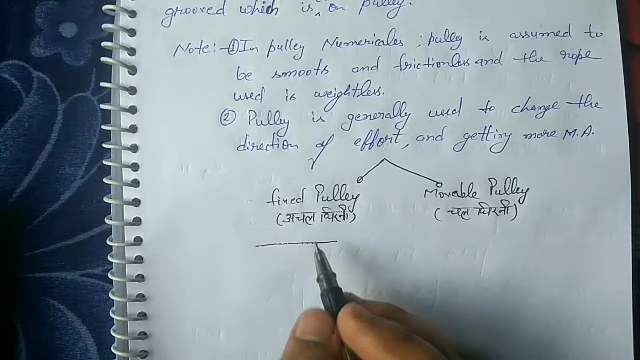 grooved which is on pulley.
Note:- ① In pulley Numericales, pulley is assumed to
be smoots and frictionless and the rope
used is weightless.
② Pulley is generally used to change the
direction of effort, and getting more M.A.
fixed Pulley
Movable Pulley
(अचल घिरनी)
(चल घिरनी)